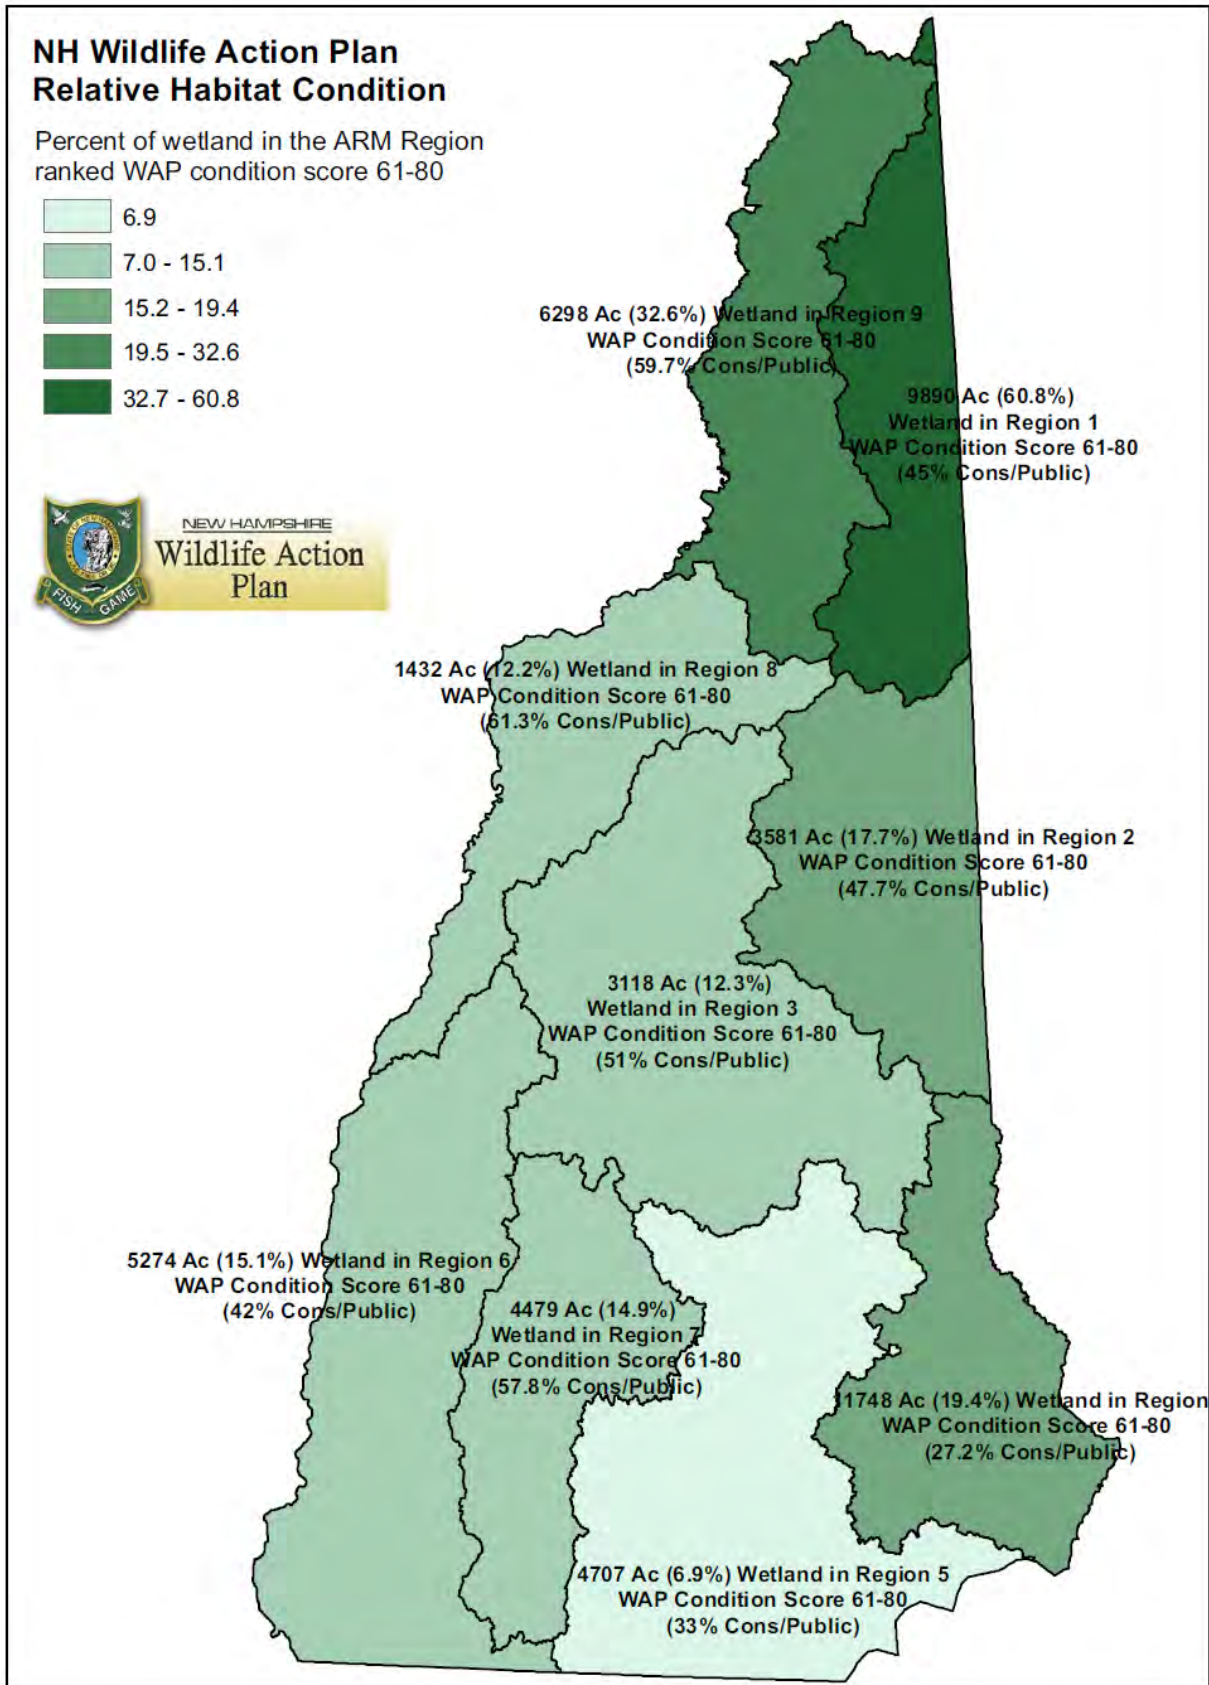 NH Wildlife Action Plan
Relative Habitat Condition
Percent of wetland in the ARM Region
ranked WAP condition score 61-80
6.9
7.0 - 15.1
15.2 - 19.4
19.5 - 32.6
32.7 - 60.8
NEW HAMPSHIRE
Wildlife Action
Plan
FISH GAME
6298 Ac (32.6%) Wetland in Region 9
WAP Condition Score 61-80
(59.7% Cons/Public)
9890 Ac (60.8%)
Wetland in Region 1
WAP Condition Score 61-80
(45% Cons/Public)
1432 Ac (12.2%) Wetland in Region 8
WAP Condition Score 61-80
(61.3% Cons/Public)
3581 Ac (17.7%) Wetland in Region 2
WAP Condition Score 61-80
(47.7% Cons/Public)
3118 Ac (12.3%)
Wetland in Region 3
WAP Condition Score 61-80
(51% Cons/Public)
5274 Ac (15.1%) Wetland in Region 6
WAP Condition Score 61-80
(42% Cons/Public)
4479 Ac (14.9%)
Wetland in Region 7
WAP Condition Score 61-80
(57.8% Cons/Public)
11748 Ac (19.4%) Wetland in Region
WAP Condition Score 61-80
(27.2% Cons/Public)
4707 Ac (6.9%) Wetland in Region 5
WAP Condition Score 61-80
(33% Cons/Public)